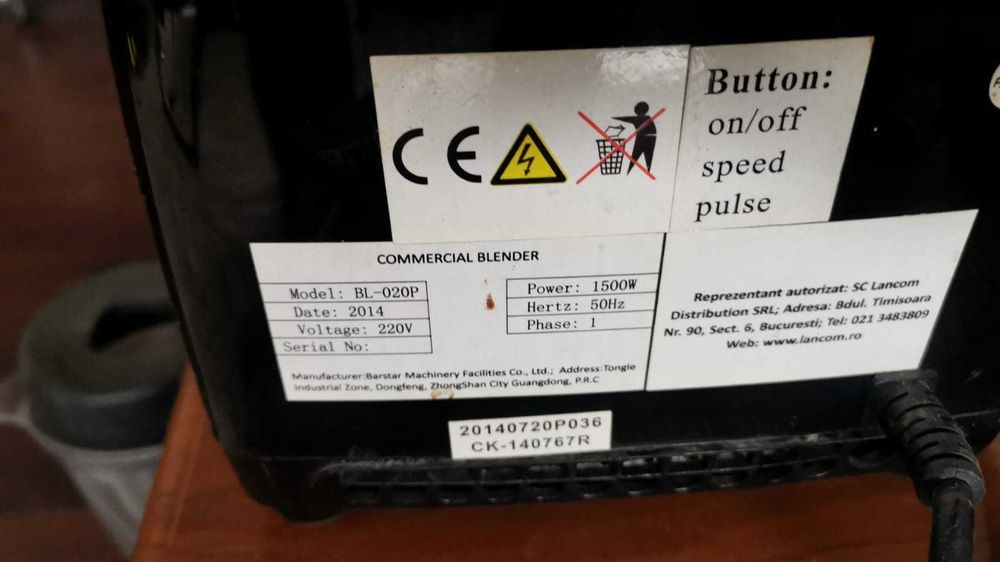 CE
Button:
on/off
speed
pulse
COMMERCIAL BLENDER
Model: BL-020P
Date: 2014
Voltage: 220V
Serial No:
Power: 1500W
Hertz: 50Hz
Phase: 1
Manufacturer:Barstar Machinery Facilities Co., Ltd.; Address:Tongle
Industrial Zone, Dongfeng, ZhongShan City Guangdong, P.R.C
Reprezentant autorizat: SC Lancom
Distribution SRL; Adresa: Bdul. Timisoara
Nr. 90, Sect. 6, Bucuresti; Tel: 021 3483809
Web: www.lancom.ro
20140720P036
CK-140767R